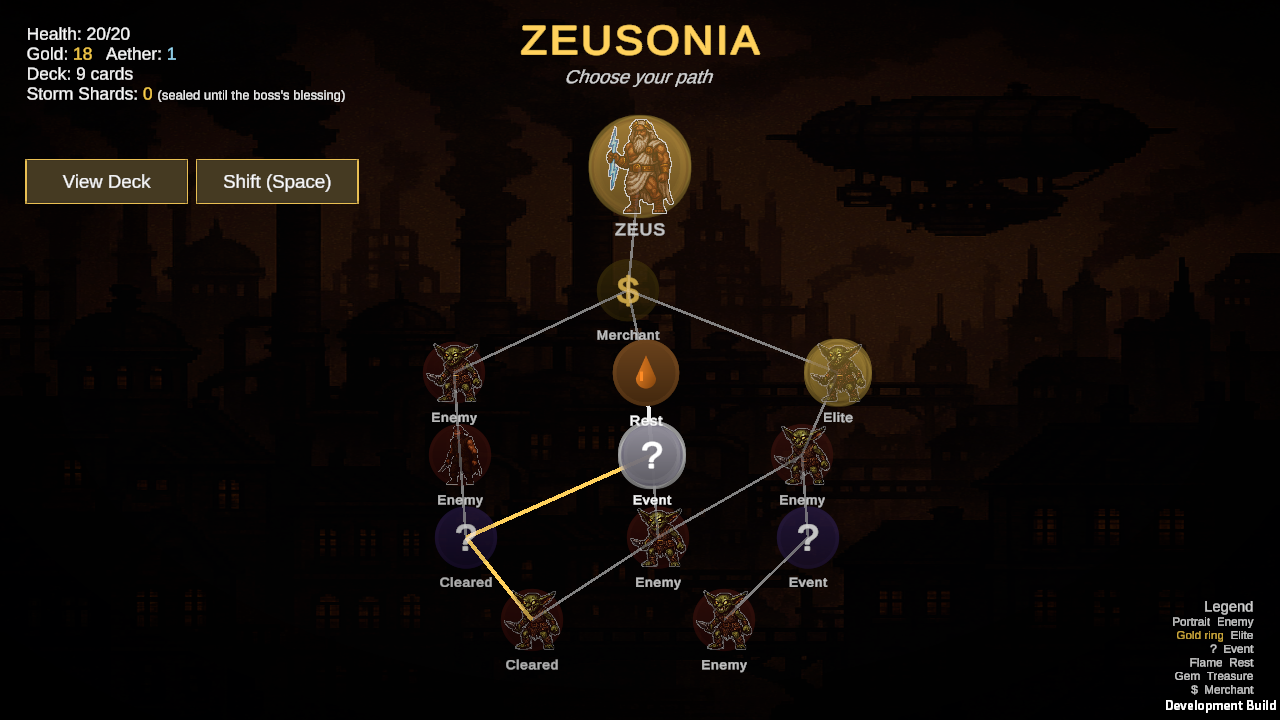 Health: 20/20
Gold: 18 Aether: 1
Deck: 9 cards
Storm Shards: 0 (sealed until the boss's blessing)
ZEUSONIA
Choose your path
View Deck
Shift (Space)
ZEUS
$
Merchant
Enemy
Rest
Elite
?
Enemy
Event
Enemy
?
?
Cleared
Enemy
Event
Cleared
Enemy
Legend
Portrait Enemy
Gold ring Elite
? Event
Flame Rest
Gem Treasure
$ Merchant
Development Build